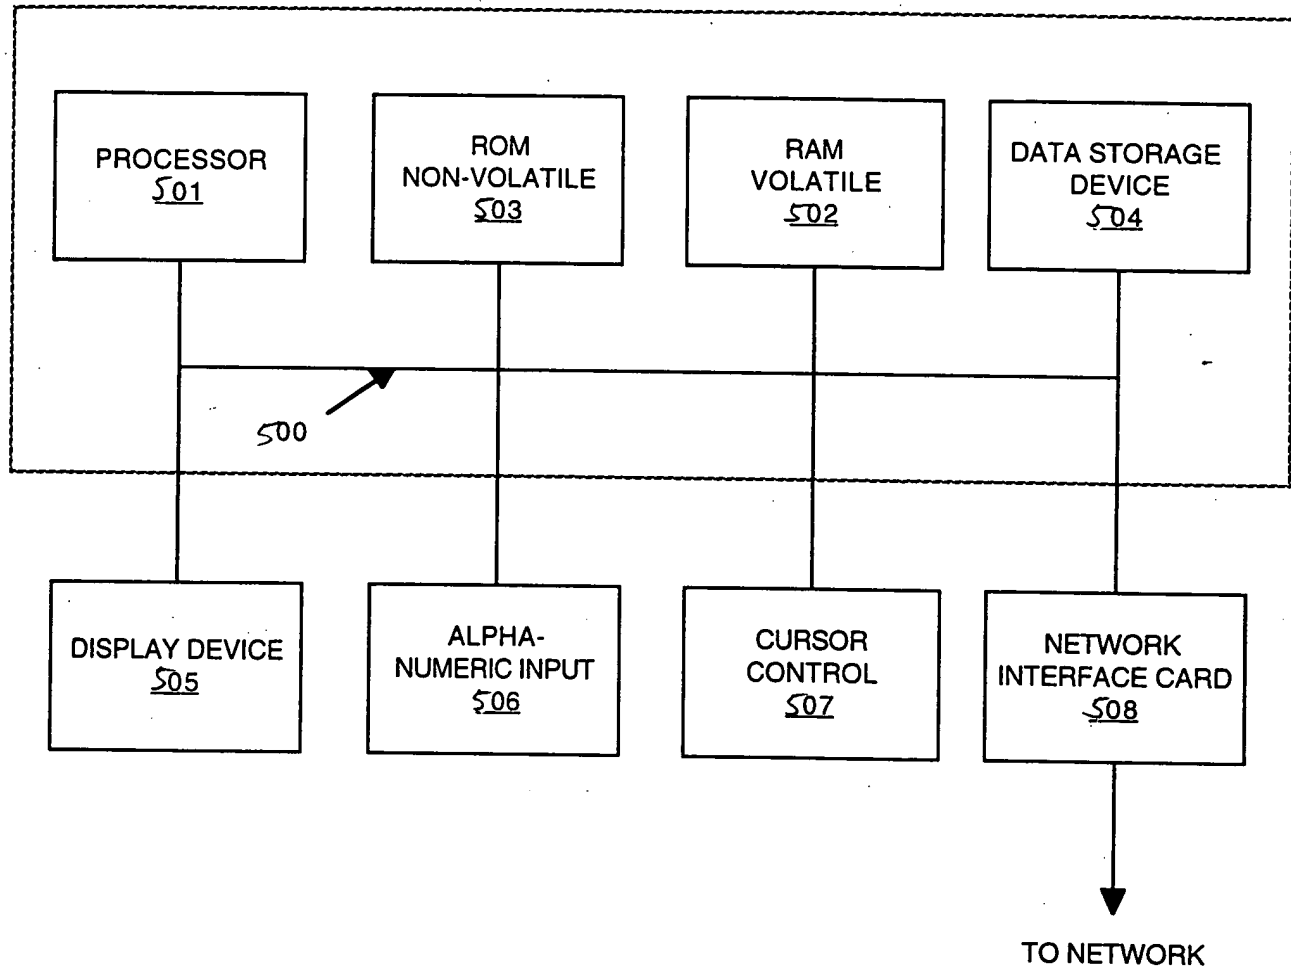 PROCESSOR
501
ROM
NON-VOLATILE
503
RAM
VOLATILE
502
DATA STORAGE
DEVICE
504
500
DISPLAY DEVICE
505
ALPHA-
NUMERIC INPUT
506
CURSOR
CONTROL
507
NETWORK
INTERFACE CARD
508
TO NETWORK